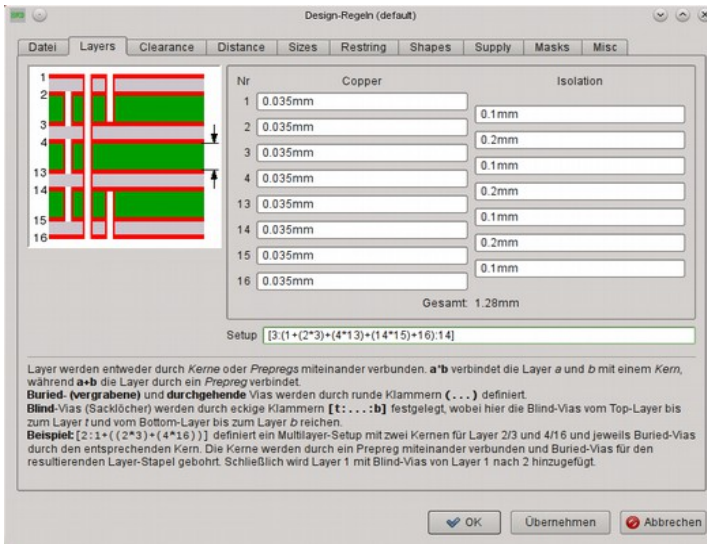 Design-Regeln (default)
Datei Layers Clearance Distance Sizes Restring Shapes Supply Masks Misc
Nr Copper Isolation
1 0.035mm
0.1mm
2 0.035mm
0.2mm
3 0.035mm
0.1mm
4 0.035mm
0.2mm
13 0.035mm
0.1mm
14 0.035mm
0.2mm
15 0.035mm
0.1mm
16 0.035mm
1
2
3
4
13
14
15
16
Gesamt: 1.28mm
Setup [3:(1+(2*3)+(4*13)+(14*15)+16):14]
Layer werden entweder durch Kerne oder Prepregs miteinander verbunden. a*b verbindet die Layer a und b mit einem Kern,
während a+b die Layer durch ein Prepreg verbindet.
Buried- (vergrabene) und durchgehende Vias werden durch runde Klammern (...) definiert.
Blind-Vias (Sacklöcher) werden durch eckige Klammern [t:...:b] festgelegt, wobei hier die Blind-Vias vom Top-Layer bis
zum Layer t und vom Bottom-Layer bis zum Layer b reichen.
Beispiel: [2:1+((2*3)+(4*16))] definiert ein Multilayer-Setup mit zwei Kernen für Layer 2/3 und 4/16 und jeweils Buried-Vias
durch den entsprechenden Kern. Die Kerne werden durch ein Prepreg miteinander verbunden und Buried-Vias für den
resultierenden Layer-Stapel gebohrt. Schließlich wird Layer 1 mit Blind-Vias von Layer 1 nach 2 hinzugefügt.
OK Übernehmen Abbrechen